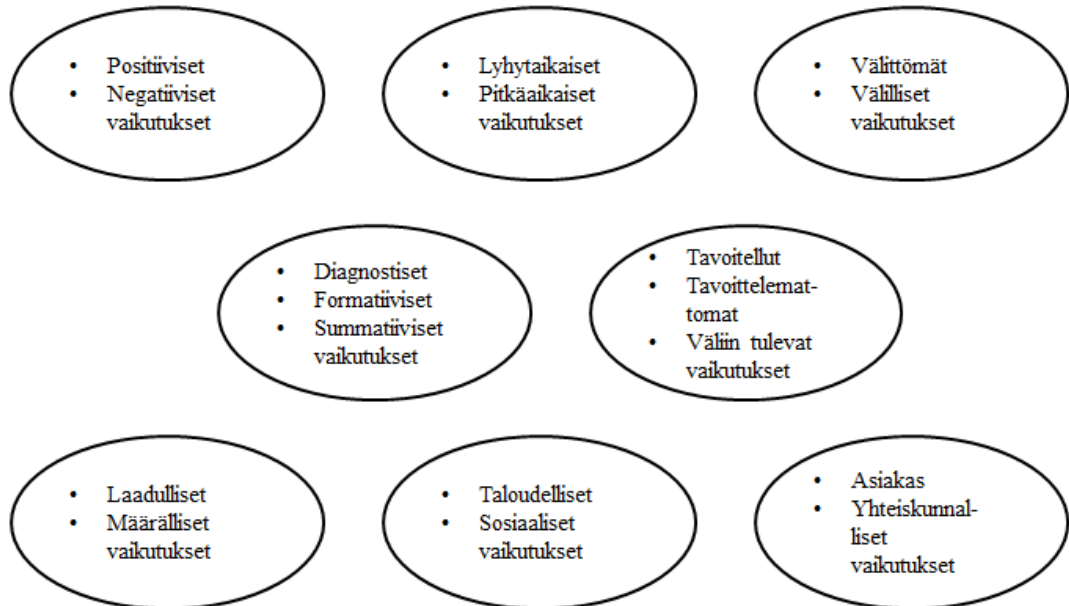 • Positiiviset
• Negatiiviset
vaikutukset
• Lyhytaikaiset
• Pitkäaikaiset
vaikutukset
• Välittömät
• Välilliset
vaikutukset
• Diagnostiset
• Formatiiviset
• Summatiiviset
vaikutukset
• Tavoitellut
• Tavoittelemat-
tomat
• Väliin tulevat
vaikutukset
• Laadulliset
• Määrälliset
vaikutukset
• Taloudelliset
• Sosiaaliset
vaikutukset
• Asiakas
• Yhteiskunnal-
liset
vaikutukset